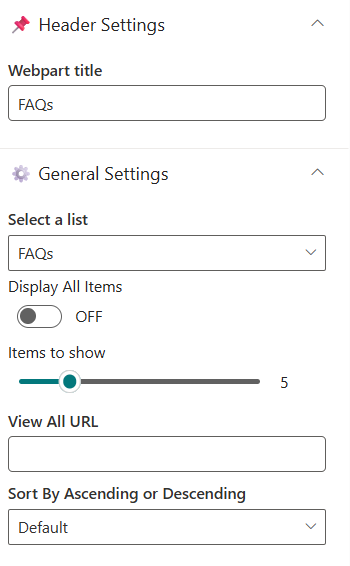 Header Settings
Webpart title
FAQs
General Settings
Select a list
FAQs
Display All Items
OFF
Items to show
5
View All URL
Sort By Ascending or Descending
Default